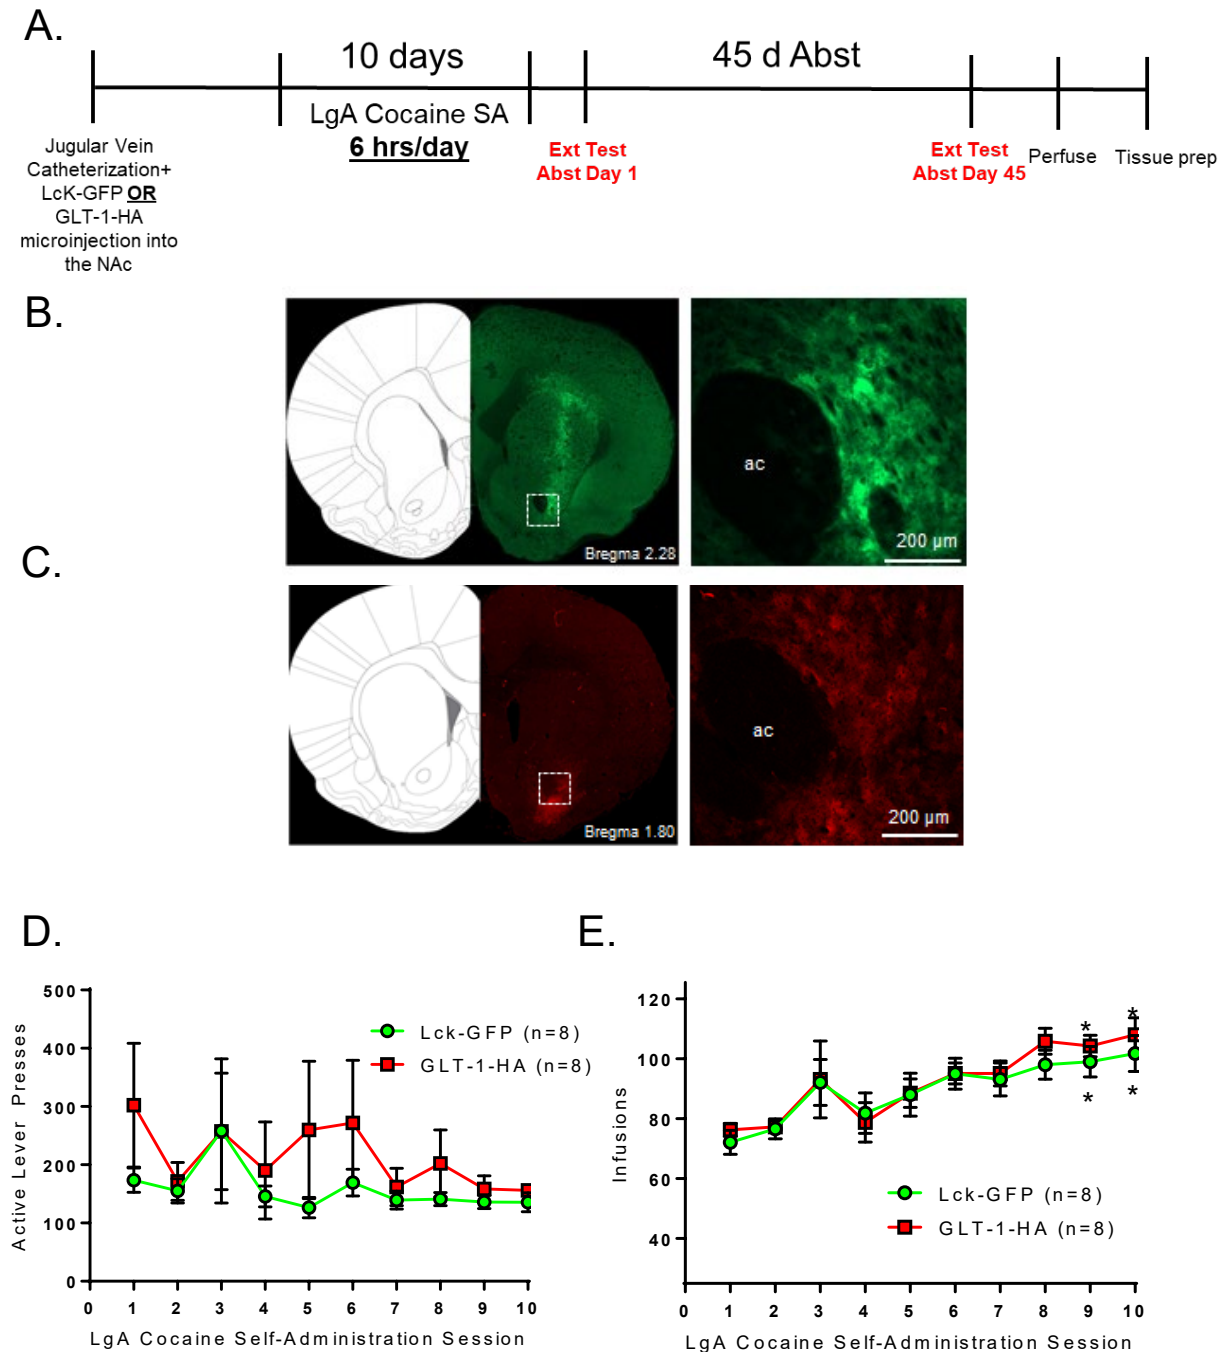 A.
10 days
45 d Abst
LgA Cocaine SA
6 hrs/day
Jugular Vein
Catheterization+
LcK-GFP OR
GLT-1-HA
microinjection into
the NAc
Ext Test
Abst Day 1
Ext Test
Abst Day 45
Perfuse
Tissue prep
B.
Bregma 2.28
ac
200 µm
C.
Bregma 1.80
ac
200 µm
D.
500
400
300
200
100
0
Active Lever Presses
Lck-GFP (n=8)
GLT-1-HA (n=8)
0 1 2 3 4 5 6 7 8 9 10
LgA Cocaine Self-Administration Session
E.
120
100
80
60
40
Infusions
* *
* *
Lck-GFP (n=8)
GLT-1-HA (n=8)
0 1 2 3 4 5 6 7 8 9 10
LgA Cocaine Self-Administration Session